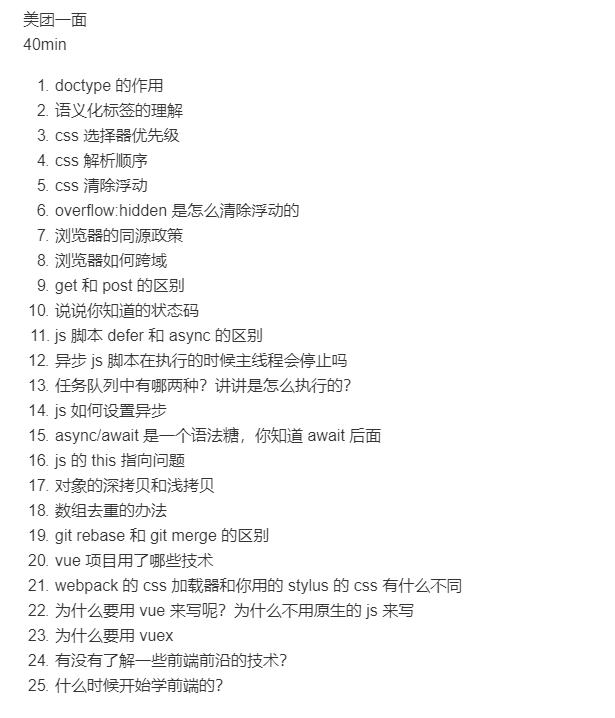 美团一面
40min
1. doctype 的作用
2. 语义化标签的理解
3. css 选择器优先级
4. css 解析顺序
5. css 清除浮动
6. overflow:hidden 是怎么清除浮动的
7. 浏览器的同源政策
8. 浏览器如何跨域
9. get 和 post 的区别
10. 说说你知道的状态码
11. js 脚本 defer 和 async 的区别
12. 异步 js 脚本在执行的时候主线程会停止吗
13. 任务队列中有哪两种？讲讲是怎么执行的？
14. js 如何设置异步
15. async/await 是一个语法糖，你知道 await 后面
16. js 的 this 指向问题
17. 对象的深拷贝和浅拷贝
18. 数组去重的办法
19. git rebase 和 git merge 的区别
20. vue 项目用了哪些技术
21. webpack 的 css 加载器和你用的 stylus 的 css 有什么不同
22. 为什么要用 vue 来写呢？为什么不用原生的 js 来写
23. 为什么要用 vuex
24. 有没有了解一些前端前沿的技术？
25. 什么时候开始学前端的？